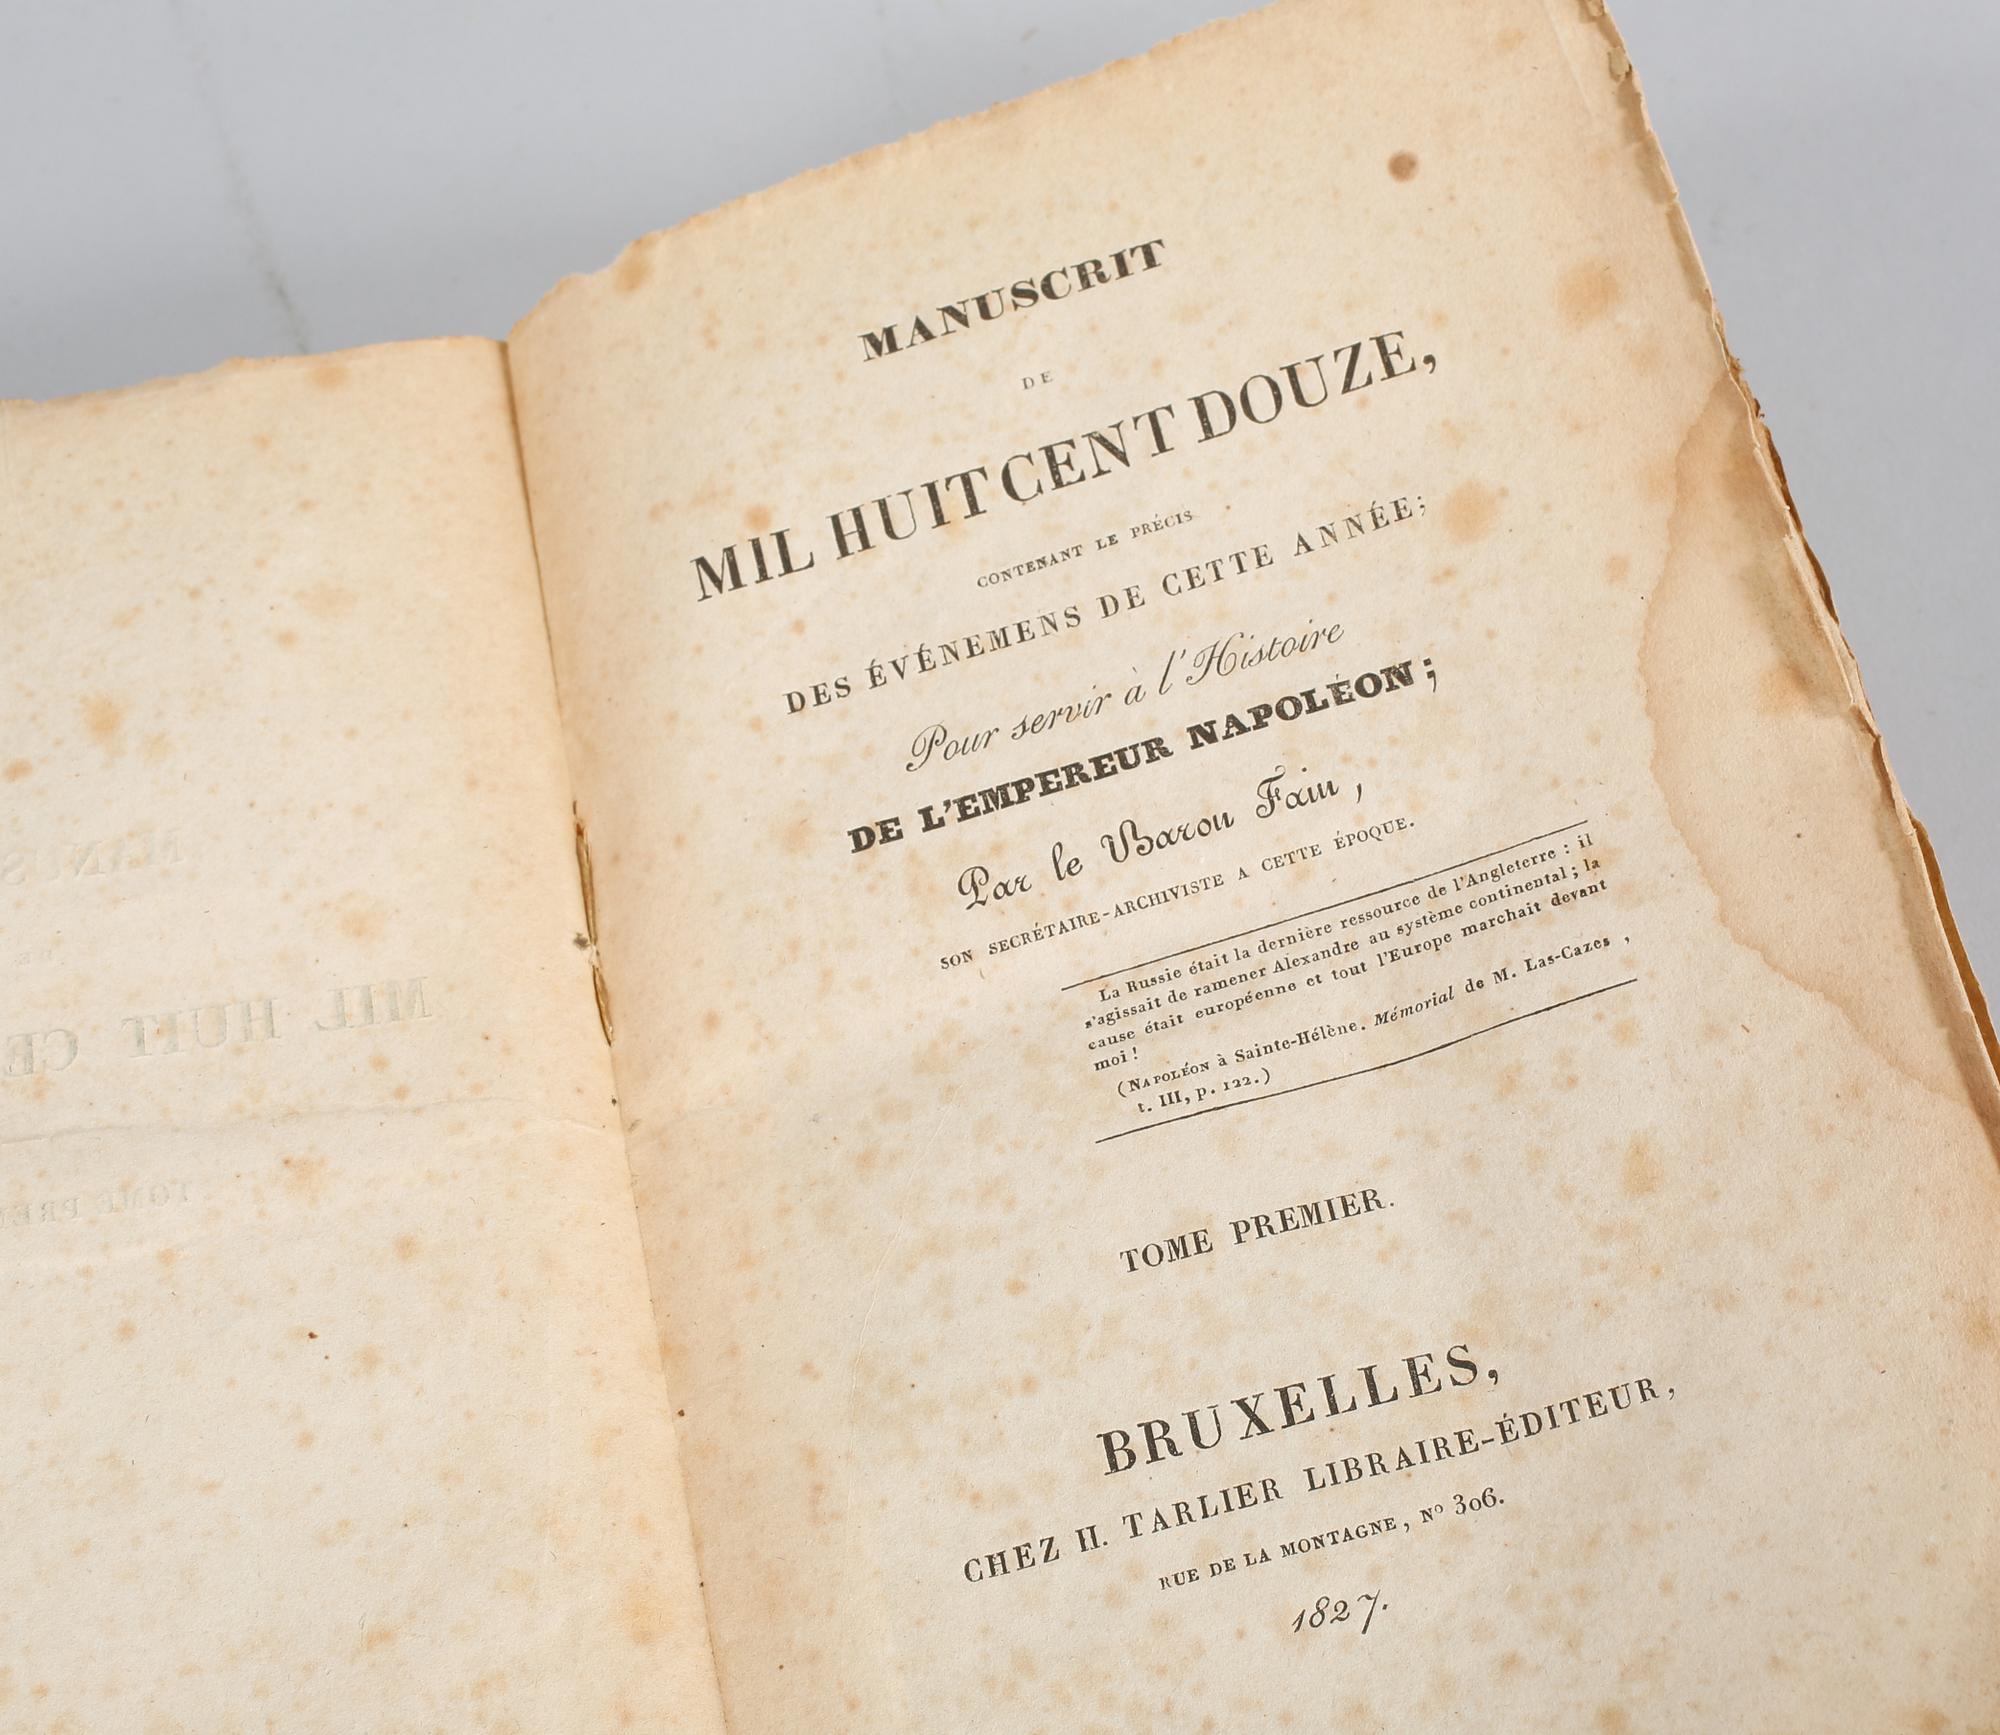 MANUSCRIT
DE
MIL HUIT CENT DOUZE,
CONTENANT LE PRÉCIS
DES ÉVÉNEMENS DE CETTE ANNÉE;
Pour servir à l'Histoire
DE L'EMPEREUR NAPOLÉON;
Par le Baron Fain,
SON SECRÉTAIRE-ARCHIVISTE A CETTE ÉPOQUE.
La Russie était la dernière ressource de l'Angleterre : il
s'agissait de ramener Alexandre au système continental; la
cause était européenne et tout l'Europe marchait devant
moi!
(NAPOLÉON à Sainte-Hélène. Mémorial de M. Las-Cazes,
t. III, p. 122.)
TOME PREMIER.
BRUXELLES,
CHEZ H. TARLIER LIBRAIRE-ÉDITEUR,
RUE DE LA MONTAGNE, N° 306.
1827.